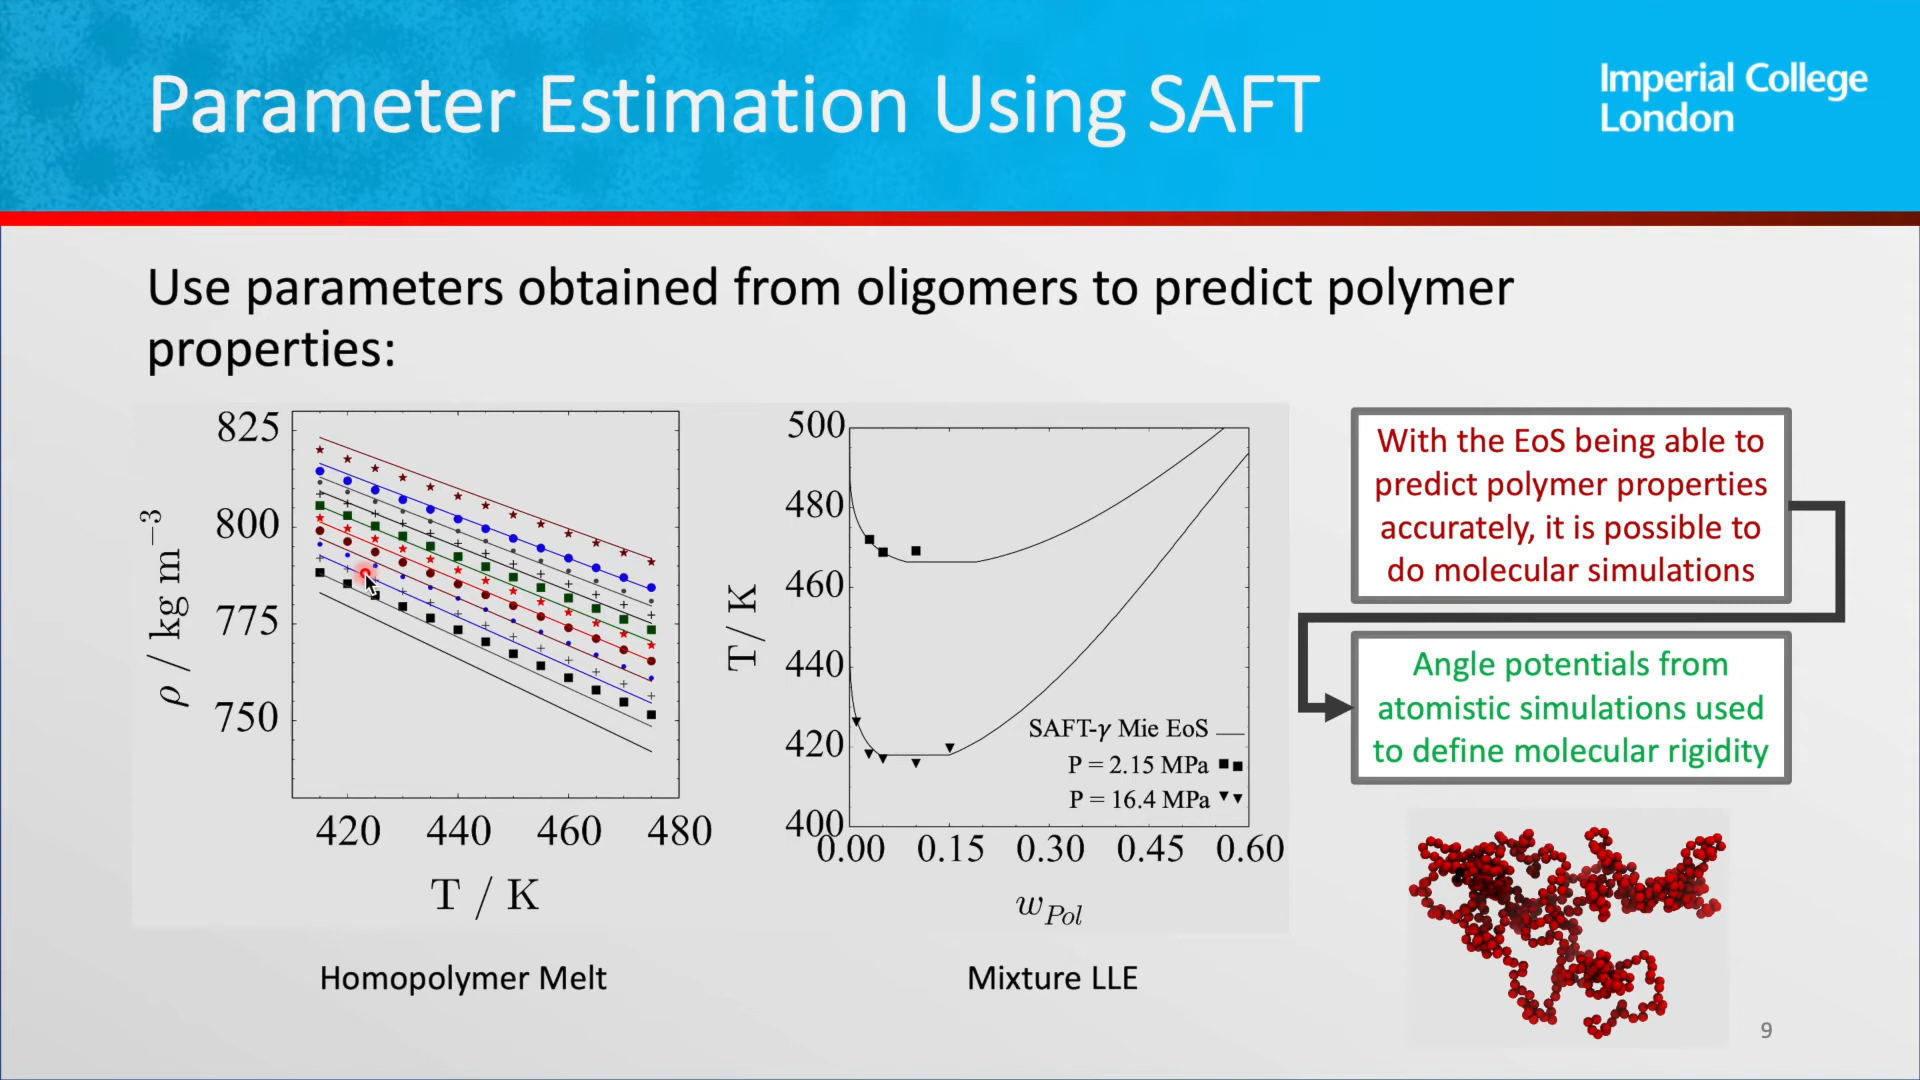 Parameter Estimation Using SAFT
Imperial College
London
Use parameters obtained from oligomers to predict polymer
properties:
825
800
775
750
ρ / kg m⁻³
420 440 460 480
T / K
Homopolymer Melt
500
480
460
440
420
400
T / K
SAFT-γ Mie EoS
P = 2.15 MPa
P = 16.4 MPa
0.00 0.15 0.30 0.45 0.60
w_Pol
Mixture LLE
With the EoS being able to
predict polymer properties
accurately, it is possible to
do molecular simulations
Angle potentials from
atomistic simulations used
to define molecular rigidity
9